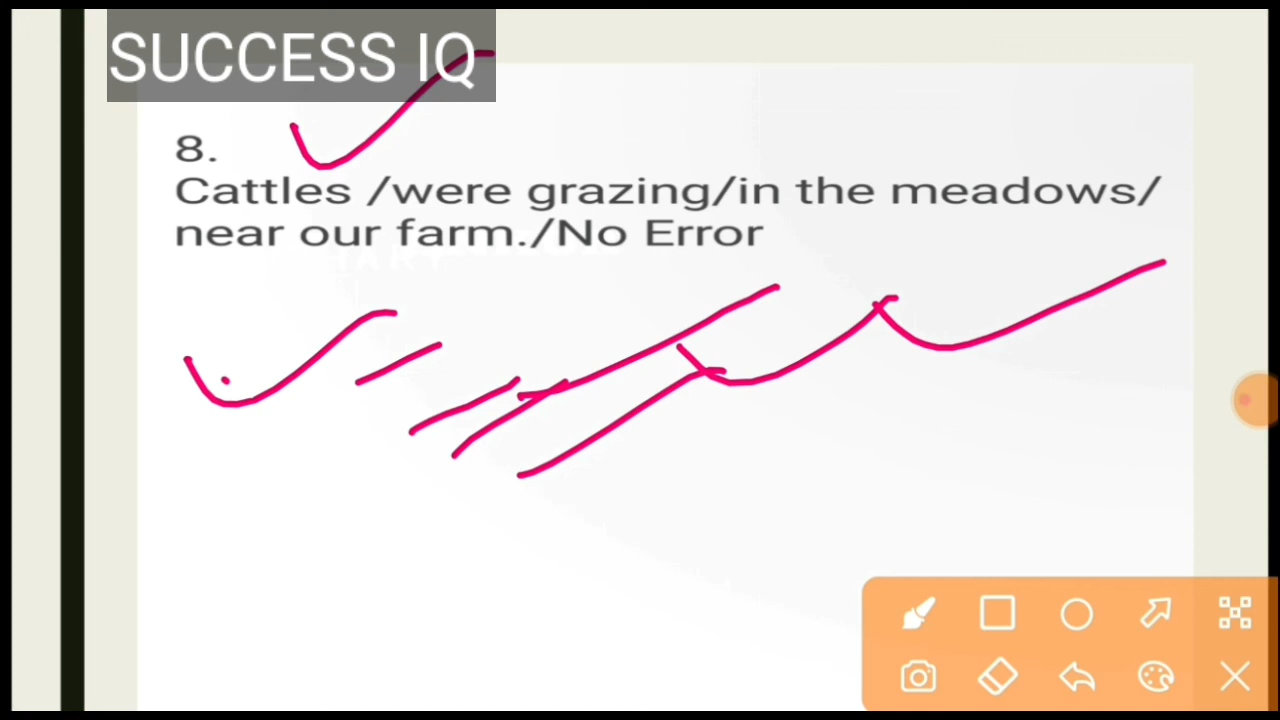 SUCCESS IQ
8.
Cattles /were grazing/in the meadows/
near our farm./No Error